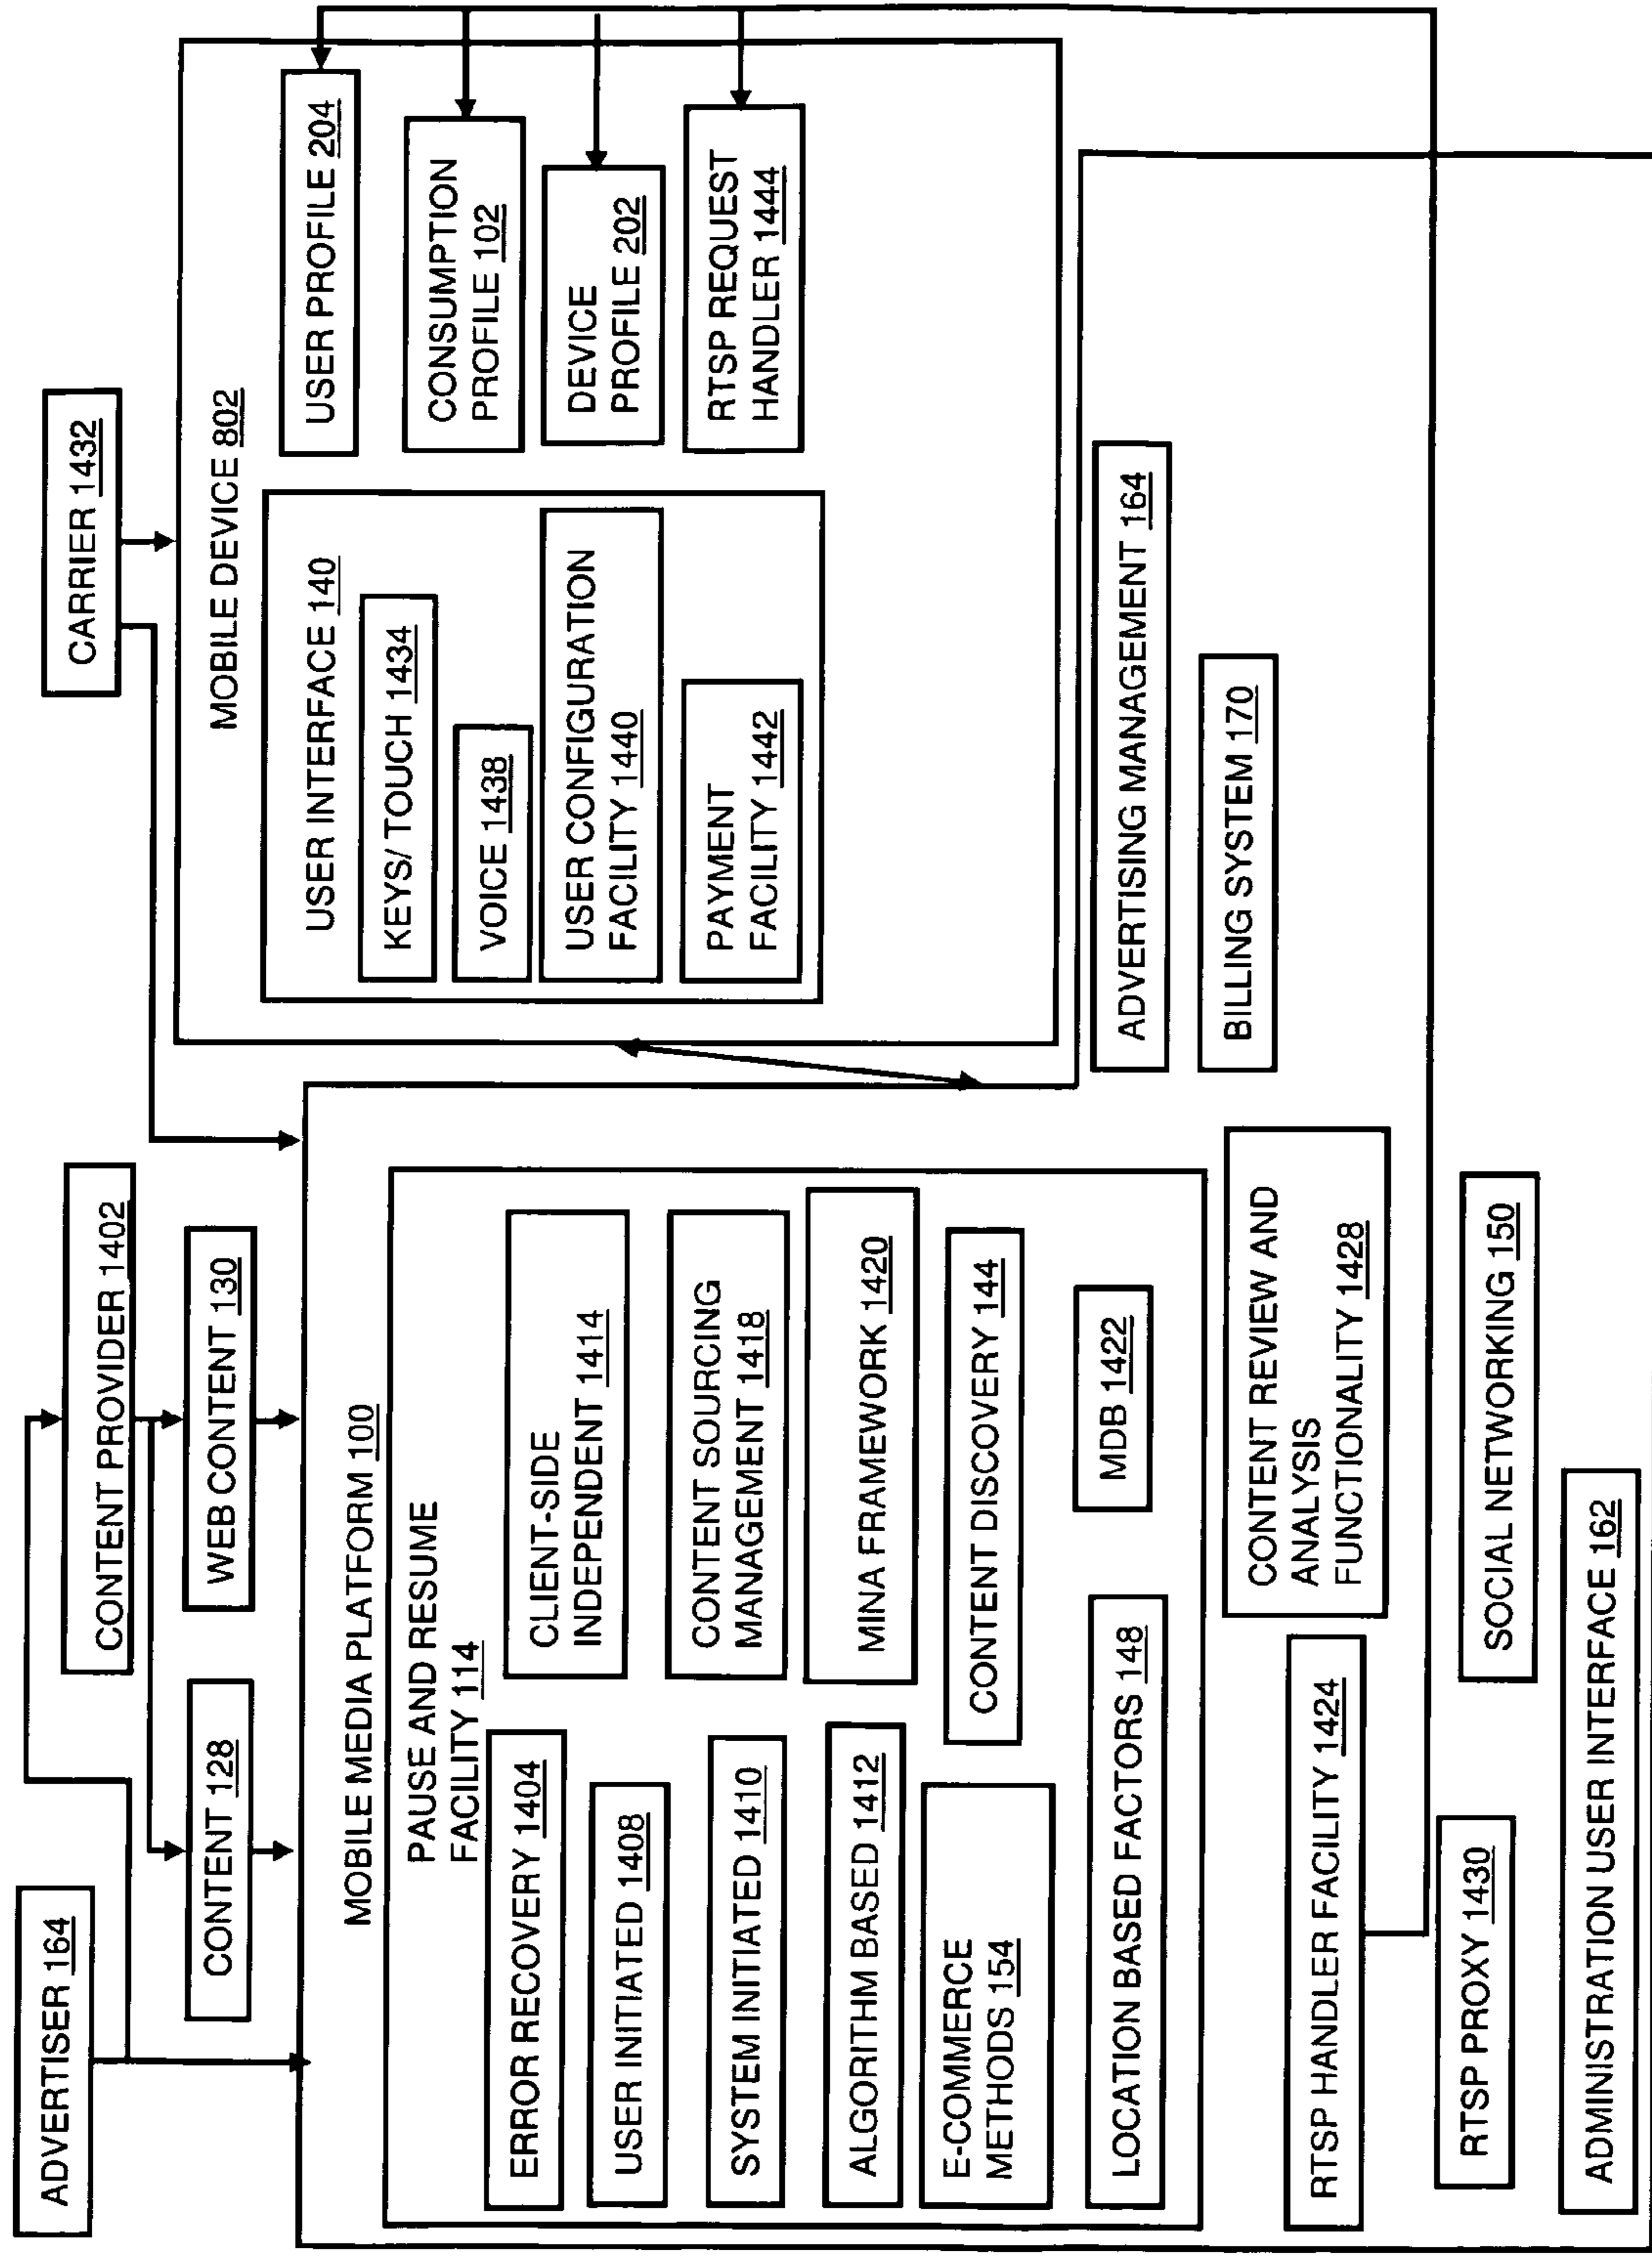 ADVERTISER 164
CONTENT PROVIDER 1402
CARRIER 1432
CONTENT 128
WEB CONTENT 130
MOBILE MEDIA PLATFORM 100
PAUSE AND RESUME
FACILITY 114
ERROR RECOVERY 1404
USER INITIATED 1408
SYSTEM INITIATED 1410
ALGORITHM BASED 1412
E-COMMERCE
METHODS 154
LOCATION BASED FACTORS 148
CLIENT-SIDE
INDEPENDENT 1414
CONTENT SOURCING
MANAGEMENT 1418
MINA FRAMEWORK 1420
CONTENT DISCOVERY 144
MDB 1422
RTSP HANDLER FACILITY 1424
CONTENT REVIEW AND
ANALYSIS
FUNCTIONALITY 1428
RTSP PROXY 1430
SOCIAL NETWORKING 150
ADMINISTRATION USER INTERFACE 162
MOBILE DEVICE 802
USER INTERFACE 140
KEYS/ TOUCH 1434
VOICE 1438
USER CONFIGURATION
FACILITY 1440
PAYMENT
FACILITY 1442
USER PROFILE 204
CONSUMPTION
PROFILE 102
DEVICE
PROFILE 202
RTSP REQUEST
HANDLER 1444
ADVERTISING MANAGEMENT 164
BILLING SYSTEM 170